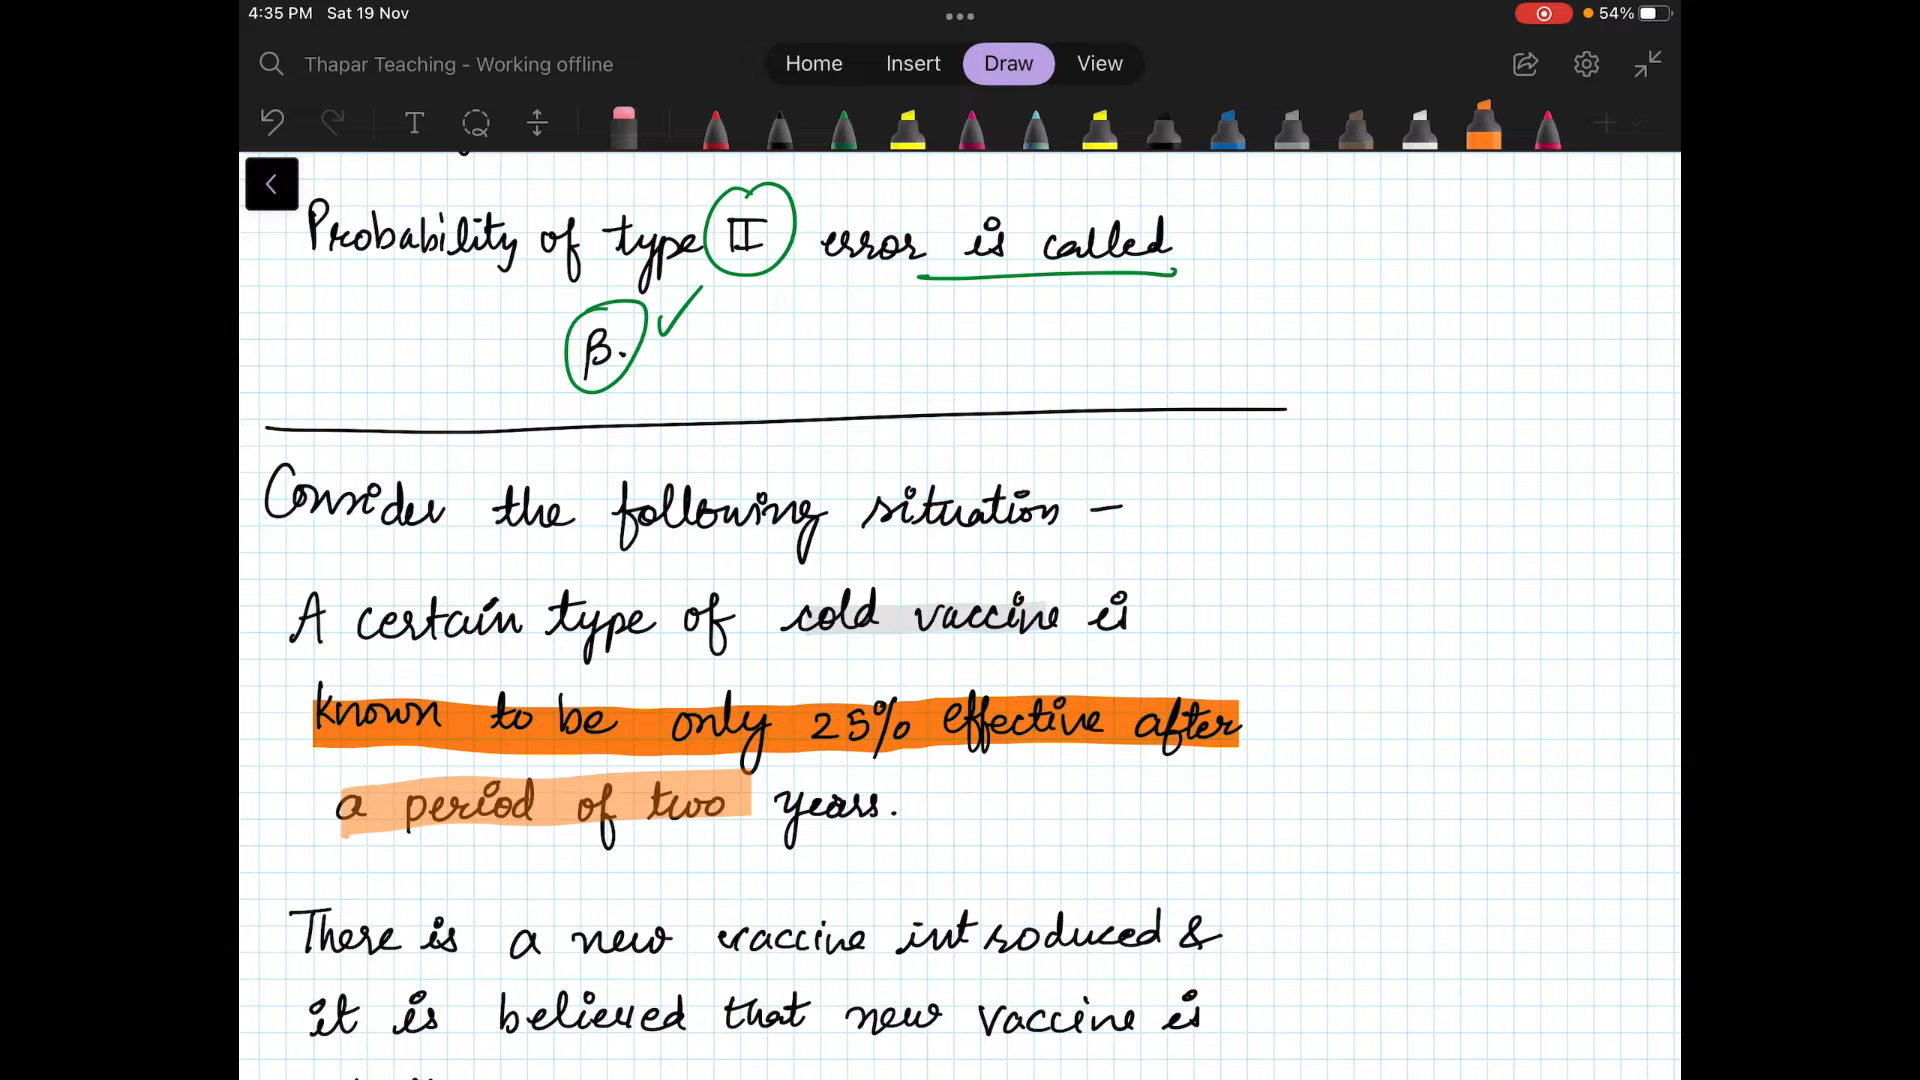 4:35 PM Sat 19 Nov
54%
Thapar Teaching - Working offline
Home Insert Draw View
T
Probability of type II error is called
β.
Consider the following situation –
A certain type of cold vaccine is
known to be only 25% effective after
a period of two years.
There is a new vaccine introduced &
it is believed that new vaccine is